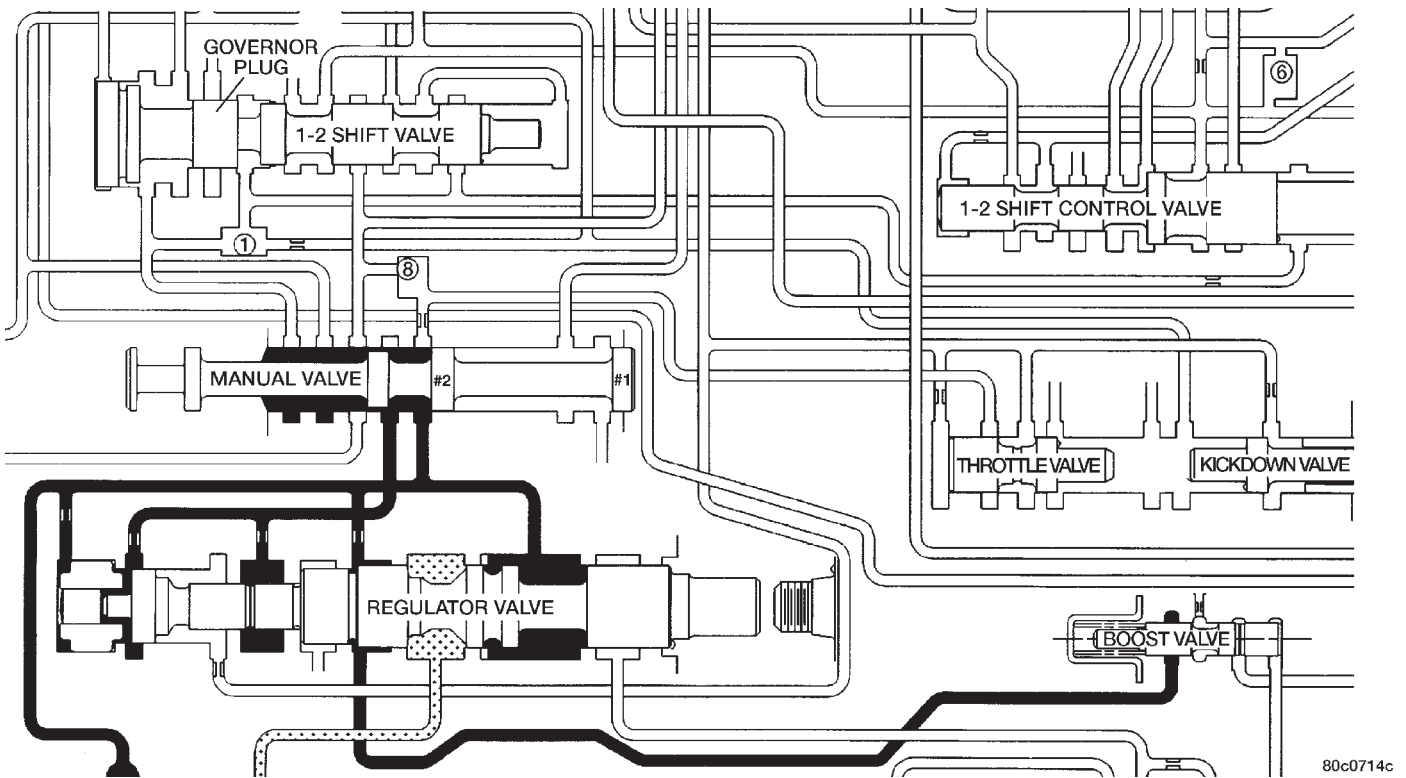 GOVERNOR
PLUG
6
1-2 SHIFT VALVE
1-2 SHIFT CONTROL VALVE
1
8
MANUAL VALVE
#2
#1
THROTTLE VALVE
KICKDOWN VALVE
REGULATOR VALVE
BOOST VALVE
80c0714c